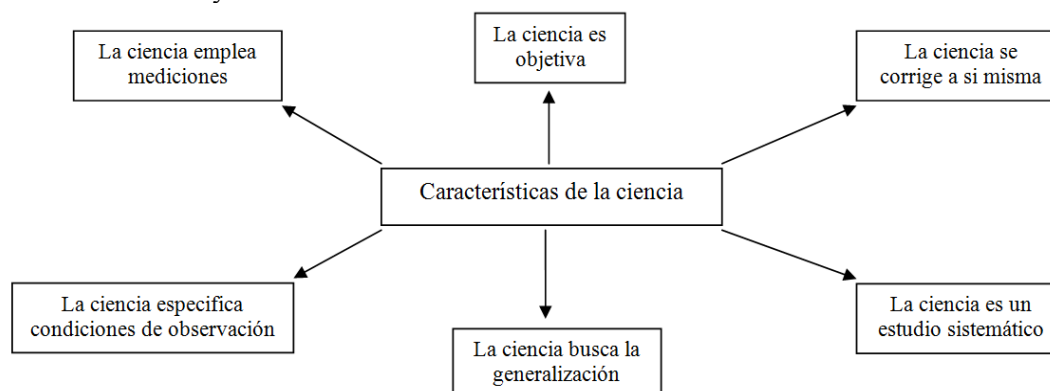 La ciencia emplea
mediciones
La ciencia es
objetiva
La ciencia se
corrige a si misma
Características de la ciencia
La ciencia especifica
condiciones de observación
La ciencia busca la
generalización
La ciencia es un
estudio sistemático